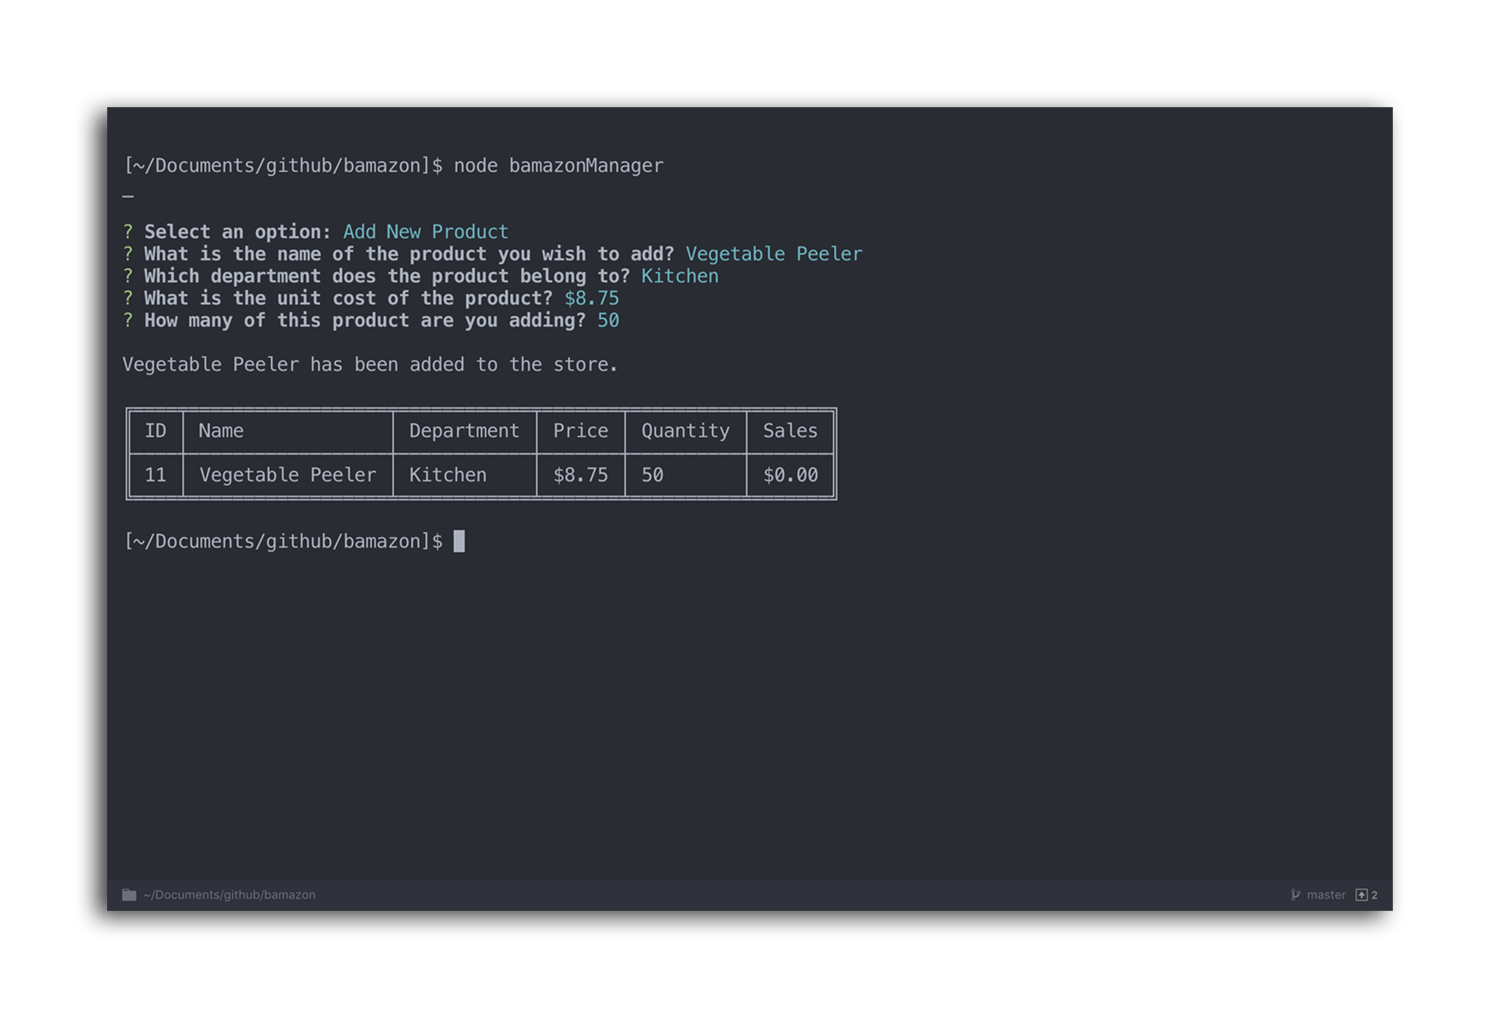 [~/Documents/github/bamazon]$ node bamazonManager
_
? Select an option: Add New Product
? What is the name of the product you wish to add? Vegetable Peeler
? Which department does the product belong to? Kitchen
? What is the unit cost of the product? $8.75
? How many of this product are you adding? 50
Vegetable Peeler has been added to the store.
ID Name Department Price Quantity Sales
11 Vegetable Peeler Kitchen $8.75 50 $0.00
[~/Documents/github/bamazon]$
~/Documents/github/bamazon master 2